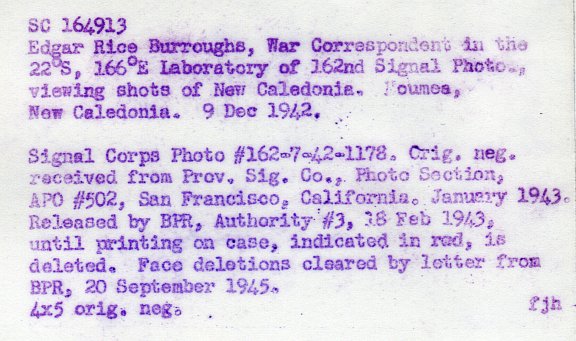 SC 164913
Edgar Rice Burroughs, War Correspondent in the
22°S, 166°E Laboratory of 162nd Signal Photo.,
viewing shots of New Caledonia. Noumea,
New Caledonia. 9 Dec 1942.

Signal Corps Photo #162-7-42-1178. Orig. neg.
received from Prov. Sig. Co., Photo Section,
APO #502, San Francisco, California. January 1943.
Released by BPR, Authority #3, 18 Feb 1943,
until printing on case, indicated in red, is
deleted. Face deletions cleared by letter from
BPR, 20 September 1945.
4x5 orig. neg. fjh